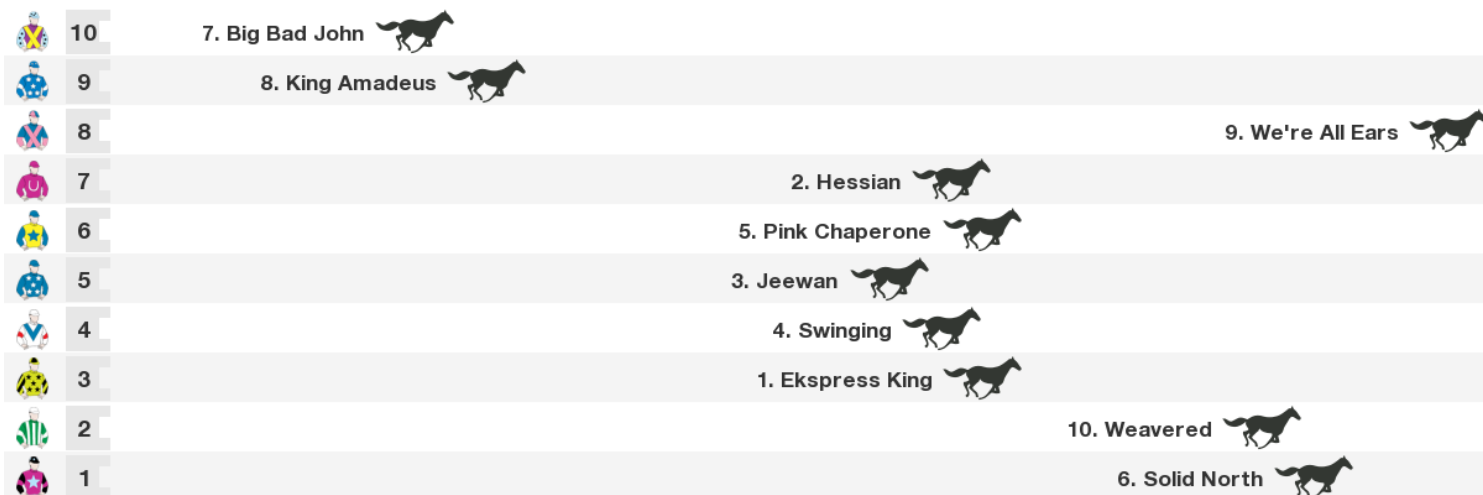 10 7. Big Bad John
9 8. King Amadeus
8 9. We're All Ears
7 2. Hessian
6 5. Pink Chaperone
5 3. Jeewan
4 4. Swinging
3 1. Ekspress King
2 10. Weavered
1 6. Solid North